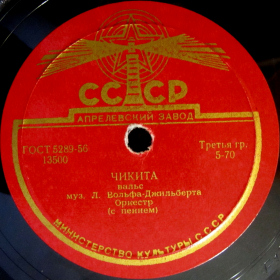 СССР
АПРЕЛЕВСКИЙ ЗАВОД
ГОСТ 5289-56
13500
Третья гр.
5-70
ЧИКИТА
вальс
муз. Л. Вольфа-Джильберта
Оркестр
(с пением)
МИНИСТЕРСТВО КУЛЬТУРЫ СССР